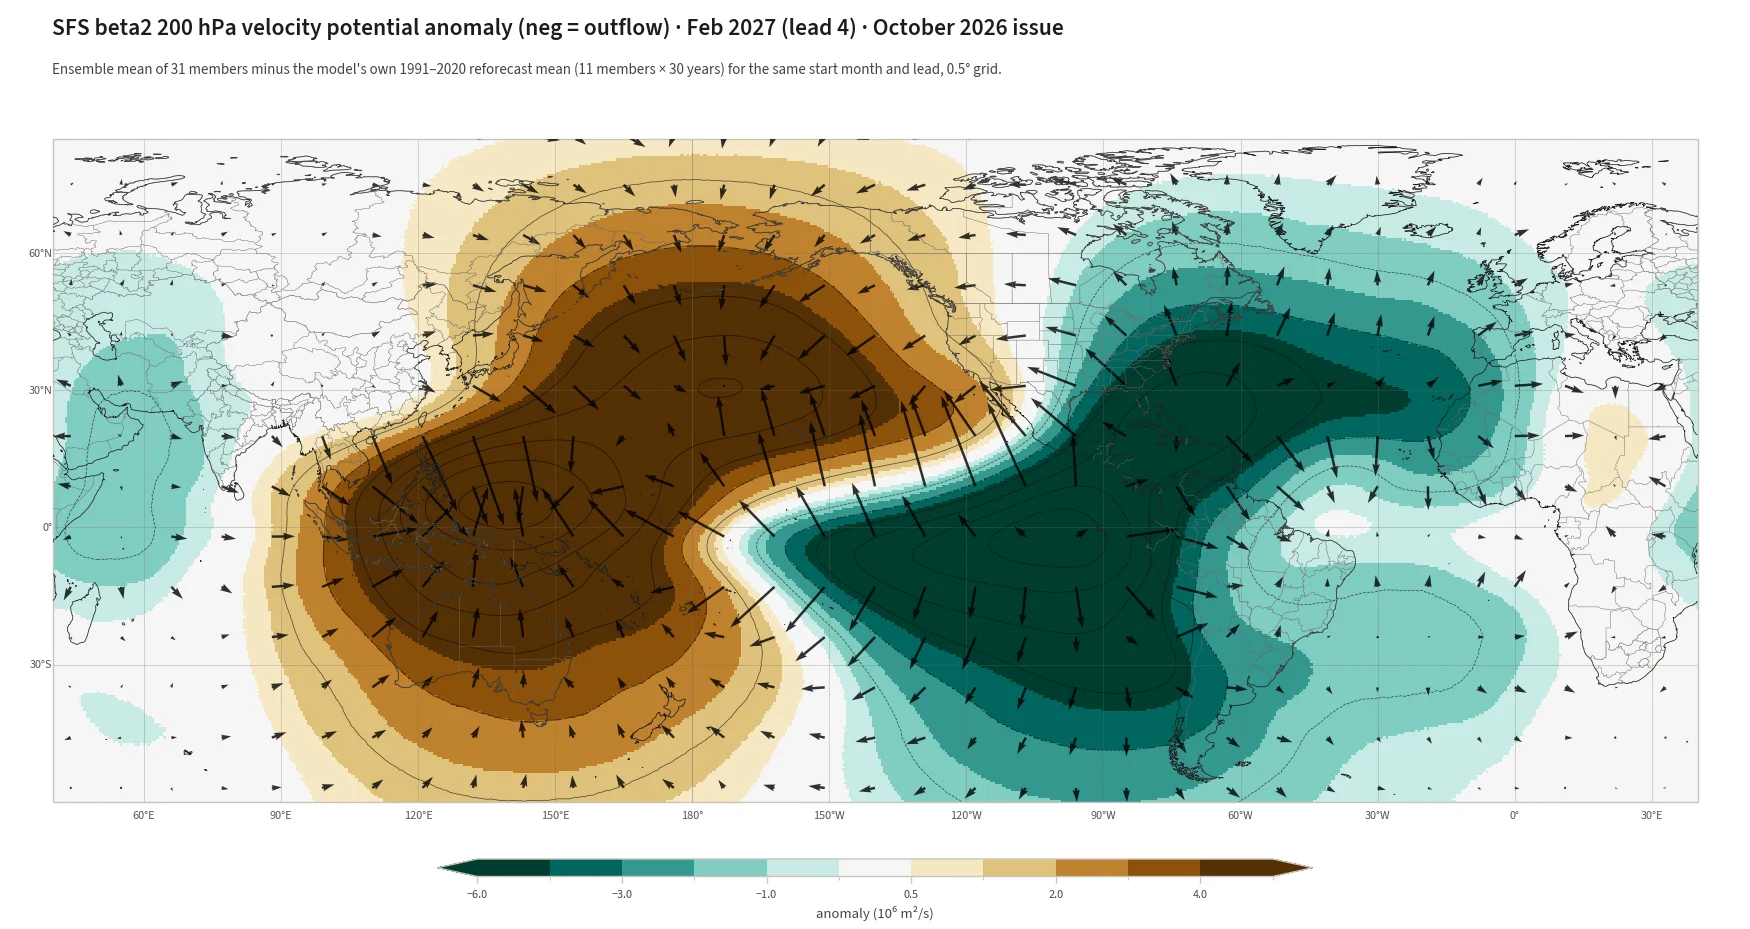 SFS beta2 200 hPa velocity potential anomaly (neg = outflow) · Feb 2027 (lead 4) · October 2026 issue
Ensemble mean of 31 members minus the model's own 1991–2020 reforecast mean (11 members × 30 years) for the same start month and lead, 0.5° grid.
60°N
30°N
0°
30°S
60°E 90°E 120°E 150°E 180° 150°W 120°W 90°W 60°W 30°W 0° 30°E
−6.0 −3.0 −1.0 0.5 2.0 4.0
anomaly (10⁶ m²/s)